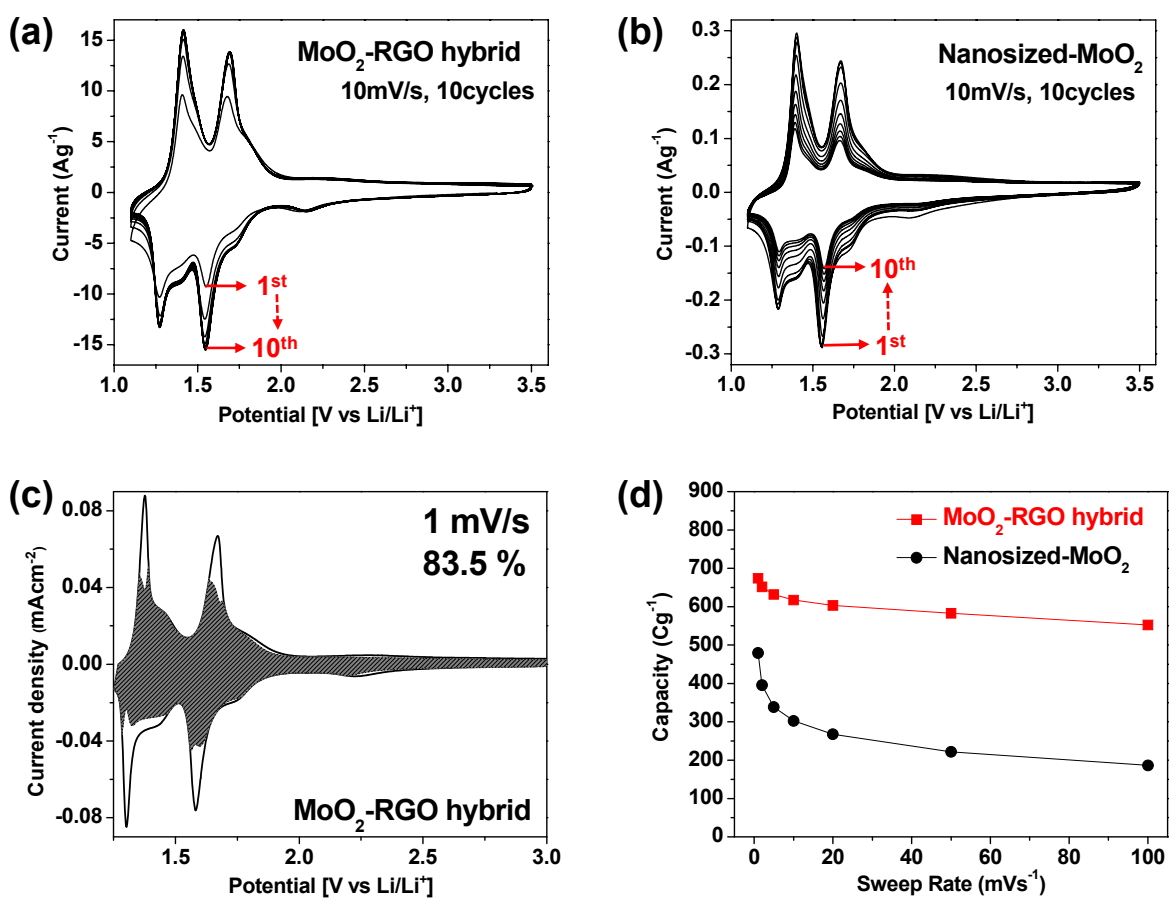 (a)
MoO₂-RGO hybrid
10mV/s, 10cycles
15
10
5
0
-5
-10
-15
Current (Ag⁻¹)
1ˢᵗ
10ᵗʰ
1.0 1.5 2.0 2.5 3.0 3.5
Potential [V vs Li/Li⁺]
(b)
Nanosized-MoO₂
10mV/s, 10cycles
0.3
0.2
0.1
0.0
-0.1
-0.2
-0.3
Current (Ag⁻¹)
10ᵗʰ
1ˢᵗ
1.0 1.5 2.0 2.5 3.0 3.5
Potential [V vs Li/Li⁺]
(c)
1 mV/s
83.5 %
0.08
0.04
0.00
-0.04
-0.08
Current density (mAcm⁻²)
MoO₂-RGO hybrid
1.5 2.0 2.5 3.0
Potential [V vs Li/Li⁺]
(d)
MoO₂-RGO hybrid
Nanosized-MoO₂
900
800
700
600
500
400
300
200
100
0
Capacity (Cg⁻¹)
0 20 40 60 80 100
Sweep Rate (mVs⁻¹)